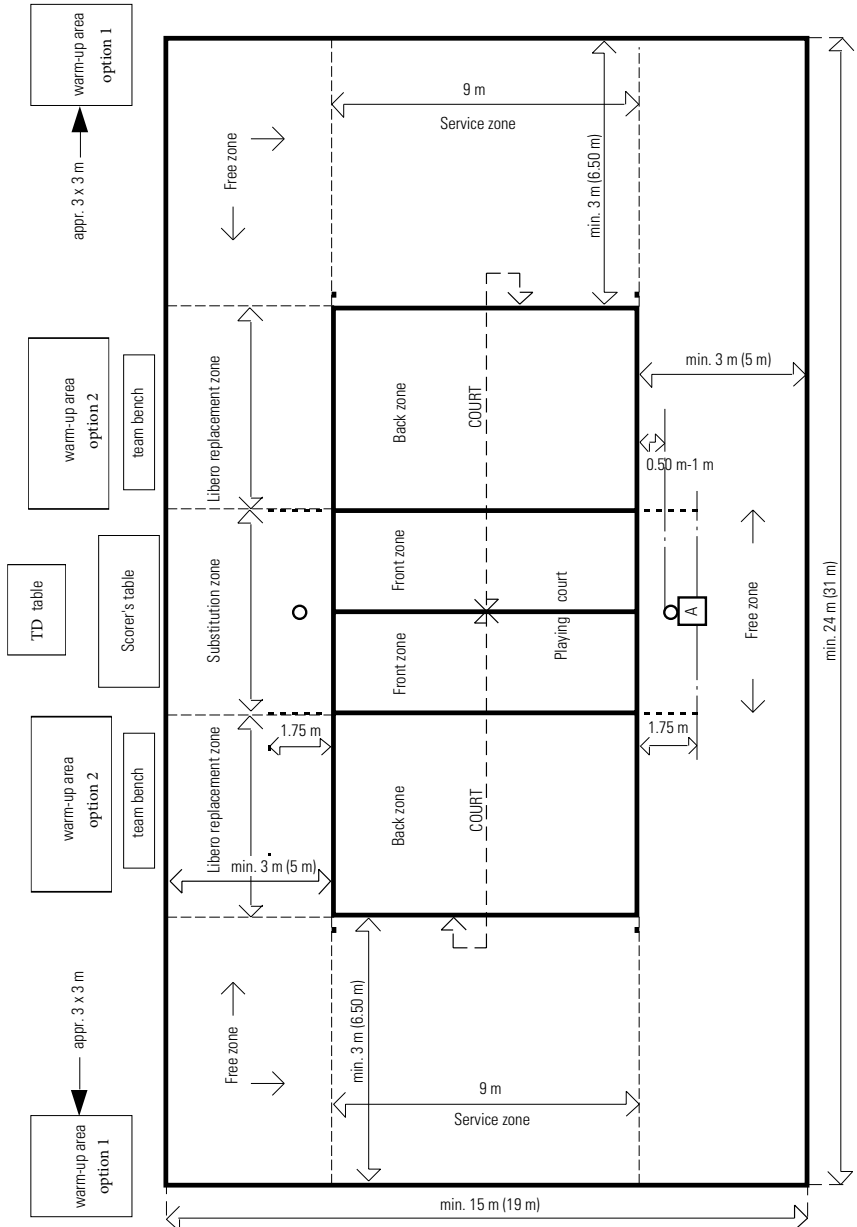 warm-up area
option 1
appr. 3 x 3 m
warm-up area
option 2
team bench
TD table
Scorer's table
warm-up area
option 2
team bench
appr. 3 x 3 m
warm-up area
option 1
Free zone
Libero replacement zone
Substitution zone
Libero replacement zone
min. 3 m (5 m)
1.75 m
Free zone
9 m
Service zone
min. 3 m (6.50 m)
Back zone
COURT
Front zone
Front zone
Playing court
Back zone
COURT
min. 3 m (6.50 m)
9 m
Service zone
min. 3 m (5 m)
0.50 m-1 m
A
Free zone
1.75 m
min. 24 m (31 m)
min. 15 m (19 m)